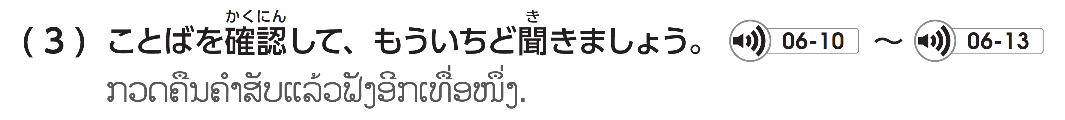 (3) ことばを確認して、もういちど聞きましょう。 06-10 ～ 06-13
ກວດຄືນຄຳສັບແລ້ວຟັງອີກເທື່ອໜຶ່ງ.